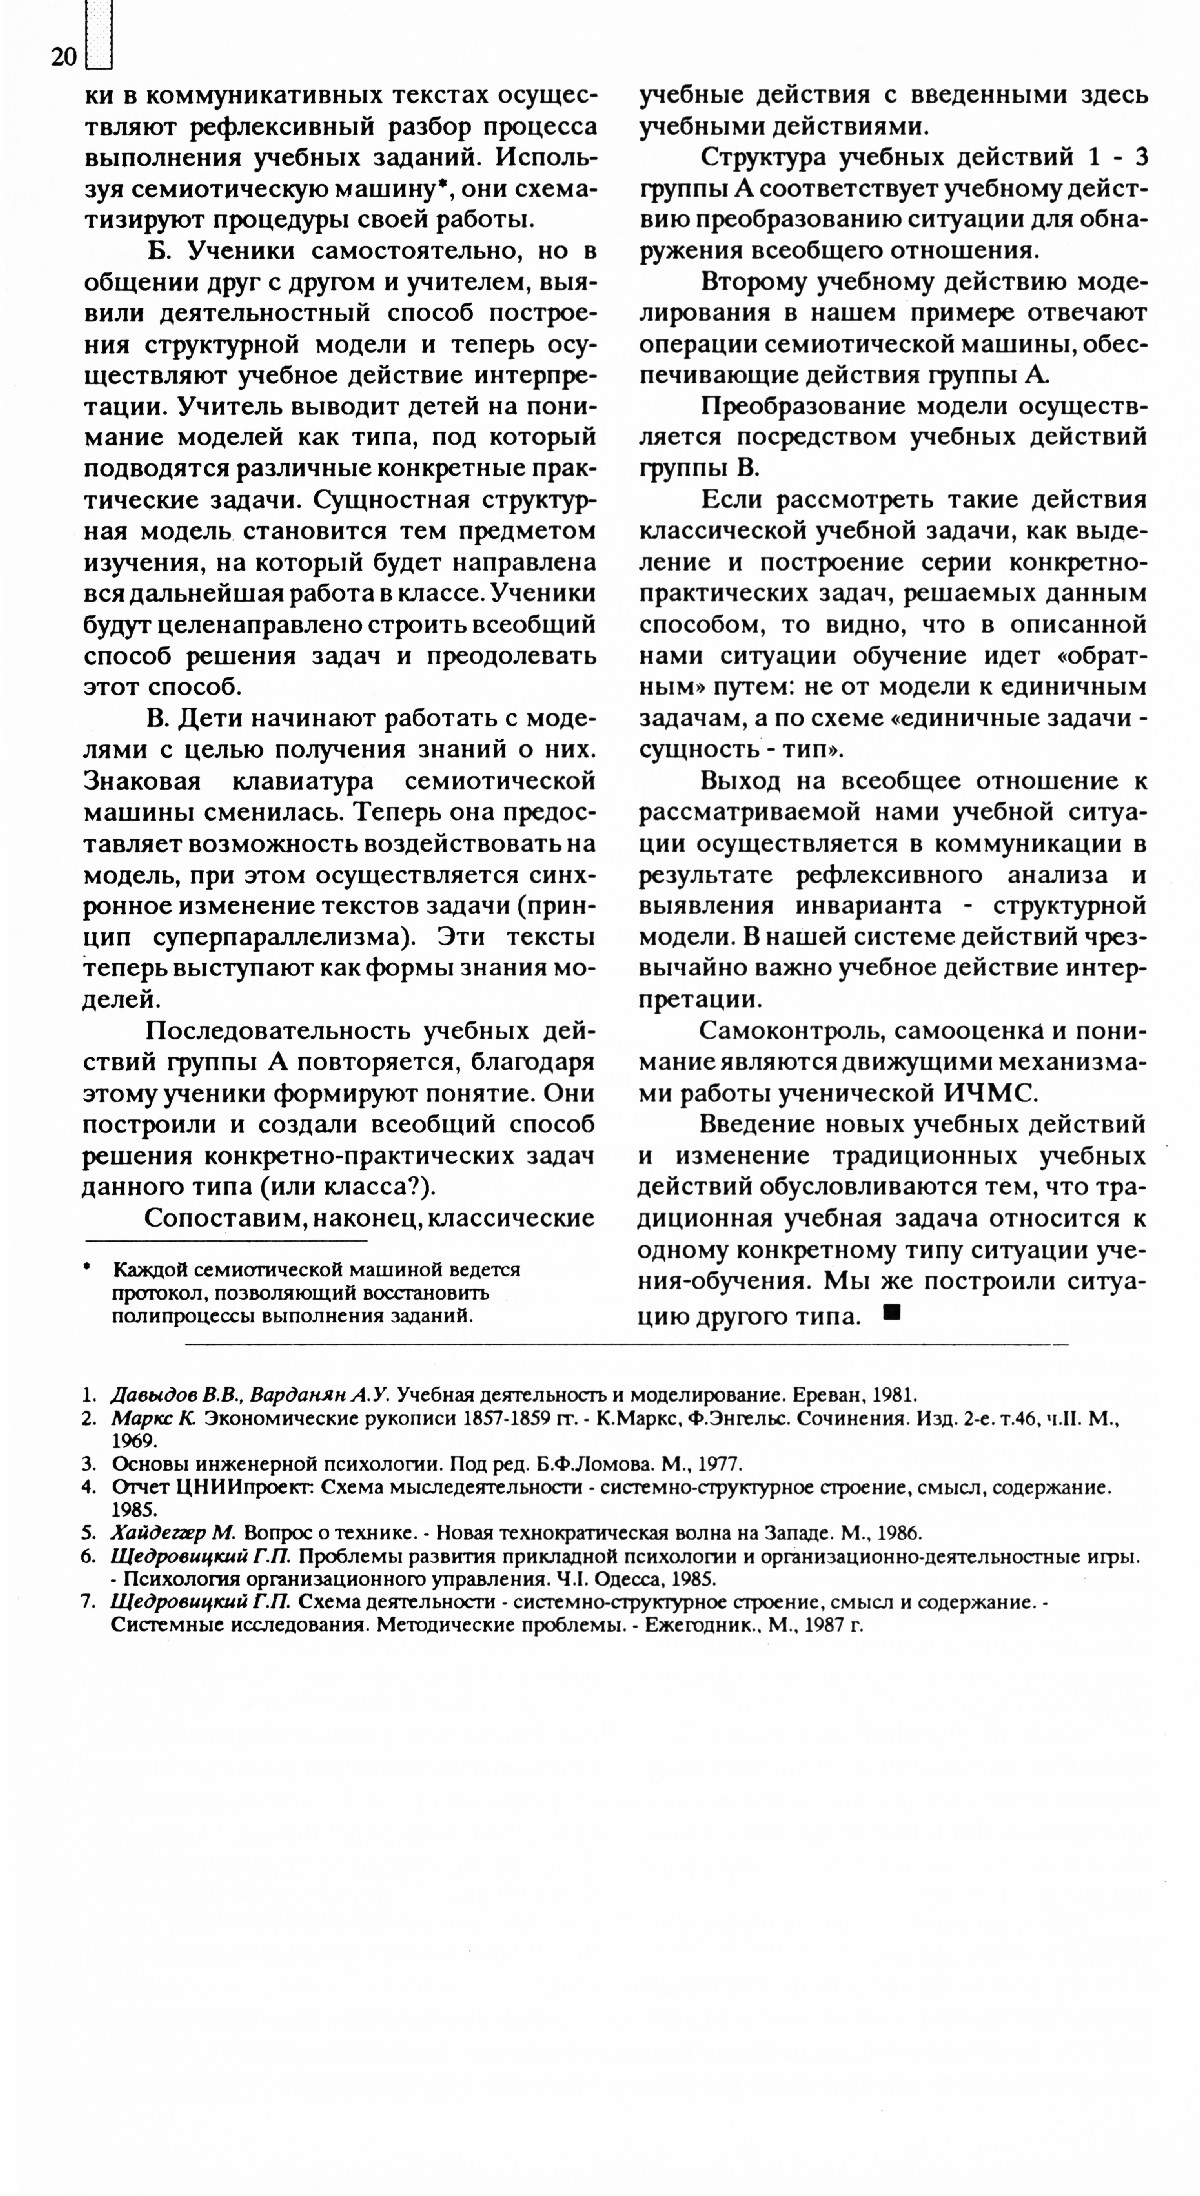 20
ки в коммуникативных текстах осущес-
твляют рефлексивный разбор процесса
выполнения учебных заданий. Исполь-
зуя семиотическую машину*, они схема-
тизируют процедуры своей работы.
Б. Ученики самостоятельно, но в
общении друг с другом и учителем, выя-
вили деятельностный способ построе-
ния структурной модели и теперь осу-
ществляют учебное действие интерпре-
тации. Учитель выводит детей на пони-
мание моделей как типа, под который
подводятся различные конкретные прак-
тические задачи. Сущностная структур-
ная модель становится тем предметом
изучения, на который будет направлена
вся дальнейшая работа в классе. Ученики
будут целенаправлено строить всеобщий
способ решения задач и преодолевать
этот способ.
В. Дети начинают работать с моде-
лями с целью получения знаний о них.
Знаковая клавиатура семиотической
машины сменилась. Теперь она предос-
тавляет возможность воздействовать на
модель, при этом осуществляется синх-
ронное изменение текстов задачи (прин-
цип суперпараллелизма). Эти тексты
теперь выступают как формы знания мо-
делей.
Последовательность учебных дей-
ствий группы А повторяется, благодаря
этому ученики формируют понятие. Они
построили и создали всеобщий способ
решения конкретно-практических задач
данного типа (или класса?).
Сопоставим, наконец, классические
* Каждой семиотической машиной ведется
протокол, позволяющий восстановить
полипроцессы выполнения заданий.
учебные действия с введенными здесь
учебными действиями.
Структура учебных действий 1 - 3
группы А соответствует учебному дейст-
вию преобразованию ситуации для обна-
ружения всеобщего отношения.
Второму учебному действию моде-
лирования в нашем примере отвечают
операции семиотической машины, обес-
печивающие действия группы А.
Преобразование модели осуществ-
ляется посредством учебных действий
группы В.
Если рассмотреть такие действия
классической учебной задачи, как выде-
ление и построение серии конкретно-
практических задач, решаемых данным
способом, то видно, что в описанной
нами ситуации обучение идет «обрат-
ным» путем: не от модели к единичным
задачам, а по схеме «единичные задачи -
сущность - тип».
Выход на всеобщее отношение к
рассматриваемой нами учебной ситуа-
ции осуществляется в коммуникации в
результате рефлексивного анализа и
выявления инварианта - структурной
модели. В нашей системе действий чрез-
вычайно важно учебное действие интер-
претации.
Самоконтроль, самооценка и пони-
мание являются движущими механизма-
ми работы ученической ИЧМС.
Введение новых учебных действий
и изменение традиционных учебных
действий обусловливаются тем, что тра-
диционная учебная задача относится к
одному конкретному типу ситуации уче-
ния-обучения. Мы же построили ситуа-
цию другого типа. ■
1. Давыдов В.В., Варданян А.У. Учебная деятельность и моделирование. Ереван, 1981.
2. Маркс К. Экономические рукописи 1857-1859 гг. - К.Маркс, Ф.Энгельс. Сочинения. Изд. 2-е. т.46, ч.II. М.,
1969.
3. Основы инженерной психологии. Под ред. Б.Ф.Ломова. М., 1977.
4. Отчет ЦНИИпроект: Схема мыследеятельности - системно-структурное строение, смысл, содержание.
1985.
5. Хайдеггер М. Вопрос о технике. - Новая технократическая волна на Западе. М., 1986.
6. Щедровицкий Г.П. Проблемы развития прикладной психологии и организационно-деятельностные игры.
- Психология организационного управления. Ч.I. Одесса, 1985.
7. Щедровицкий Г.П. Схема деятельности - системно-структурное строение, смысл и содержание. -
Системные исследования. Методические проблемы. - Ежегодник., М., 1987 г.